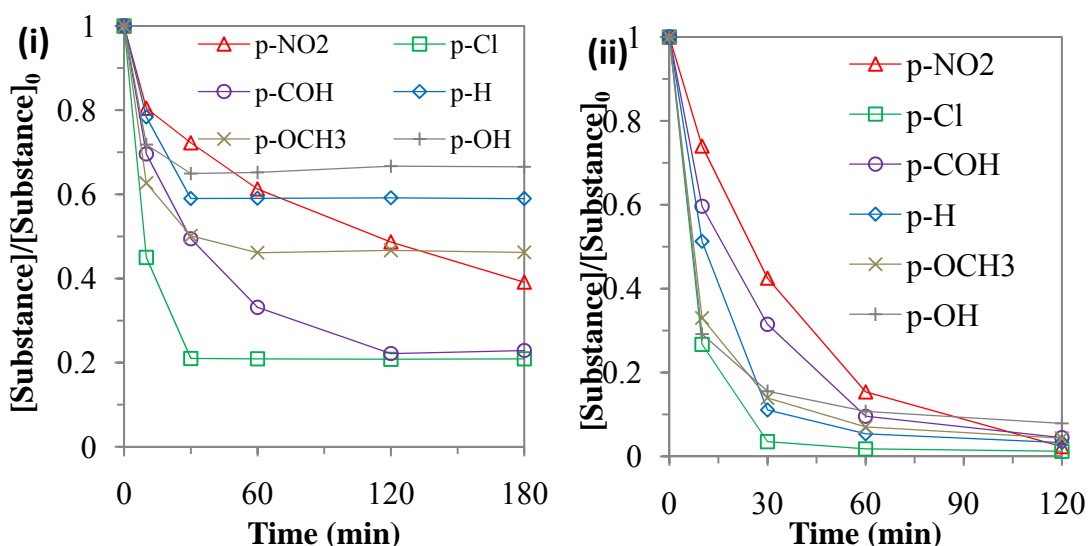 (i)
p-NO2
p-Cl
p-COH
p-H
p-OCH3
p-OH
1
0.8
0.6
0.4
0.2
0
0
60
120
180
Time (min)
[Substance]/[Substance]0
(ii)
p-NO2
p-Cl
p-COH
p-H
p-OCH3
p-OH
1
0.8
0.6
0.4
0.2
0
0
30
60
90
120
Time (min)
[Substance]/[Substance]0